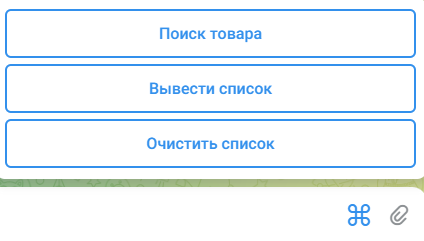 Поиск товара
Вывести список
Очистить список